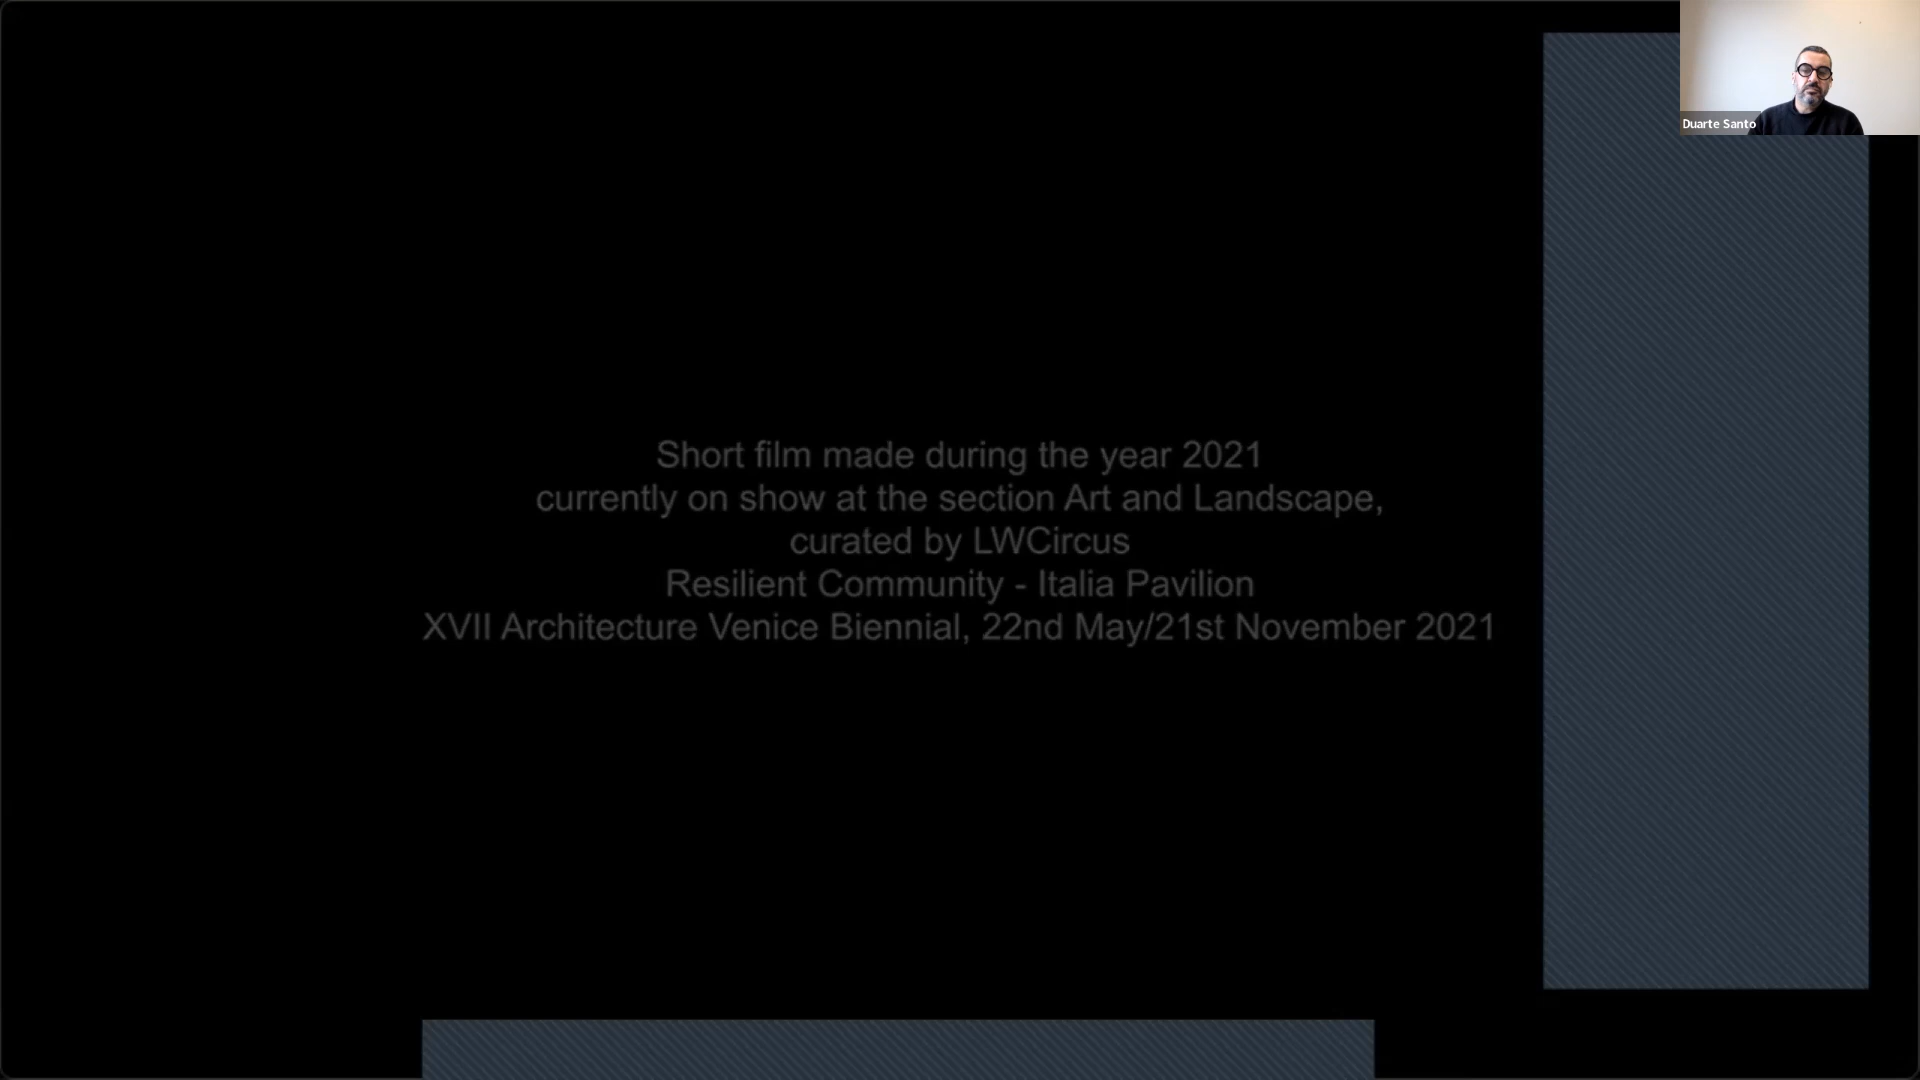 Duarte Santo
Short film made during the year 2021
currently on show at the section Art and Landscape,
curated by LWCircus
Resilient Community - Italia Pavilion
XVII Architecture Venice Biennial, 22nd May/21st November 2021